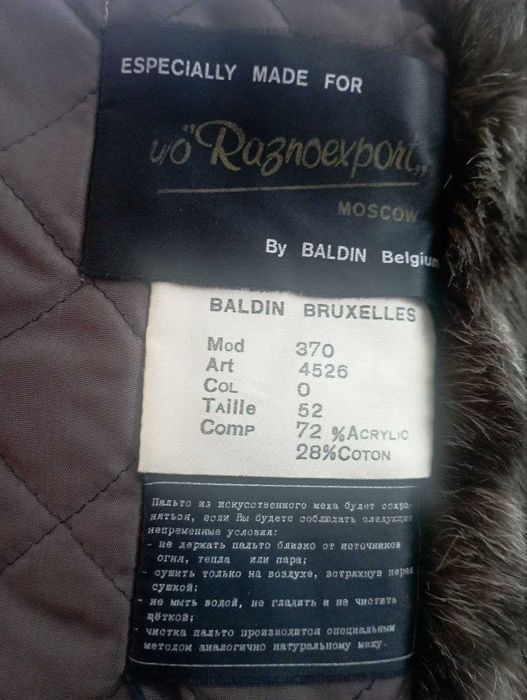 ESPECIALLY MADE FOR
v/o "Raznoexport„
MOSCOW
By BALDIN Belgium
BALDIN BRUXELLES
Mod 370
Art 4526
Col 0
Taille 52
Comp 72 %Acrylic
28%Coton
Пальто из искусственного меха будет сохра-
няться, если Вы будете соблюдать следующие
непременные условия:
- не держать пальто близко от источников
огня, тепла или пара;
- сушить только на воздухе, встряхнув перед
сушкой;
- не мыть водой, не гладить и не чистить
щёткой;
- чистка пальто производится специальным
методом аналогично натуральному меху.